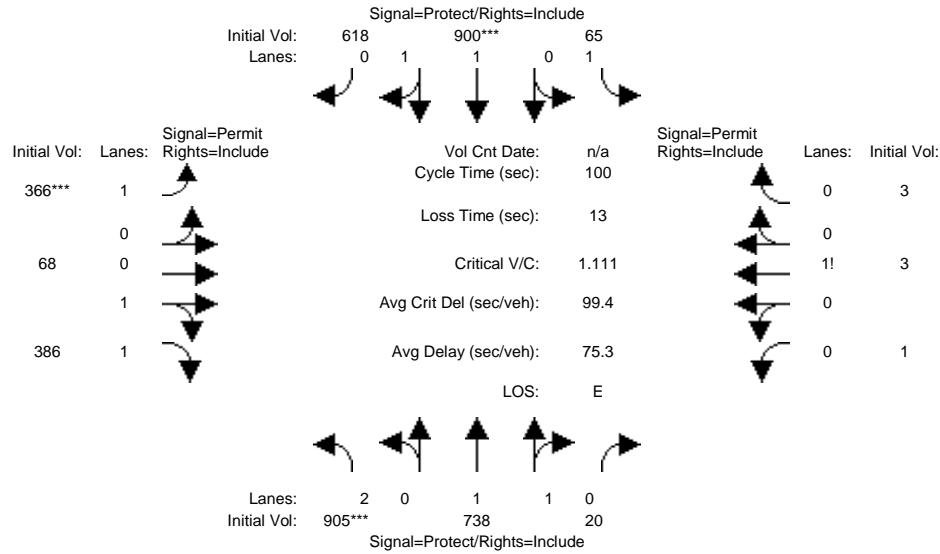 Signal=Protect/Rights=Include
Initial Vol: 618 900*** 65
Lanes: 0 1 1 0 1
Signal=Permit Signal=Permit
Initial Vol: Lanes: Rights=Include Vol Cnt Date: n/a Rights=Include Lanes: Initial Vol:
Cycle Time (sec): 100
366*** 1 0 3
Loss Time (sec): 13
0 0
68 0 Critical V/C: 1.111 1! 3
1 Avg Crit Del (sec/veh): 99.4 0
386 1 Avg Delay (sec/veh): 75.3 0 1
LOS: E
Lanes: 2 0 1 1 0
Initial Vol: 905*** 738 20
Signal=Protect/Rights=Include